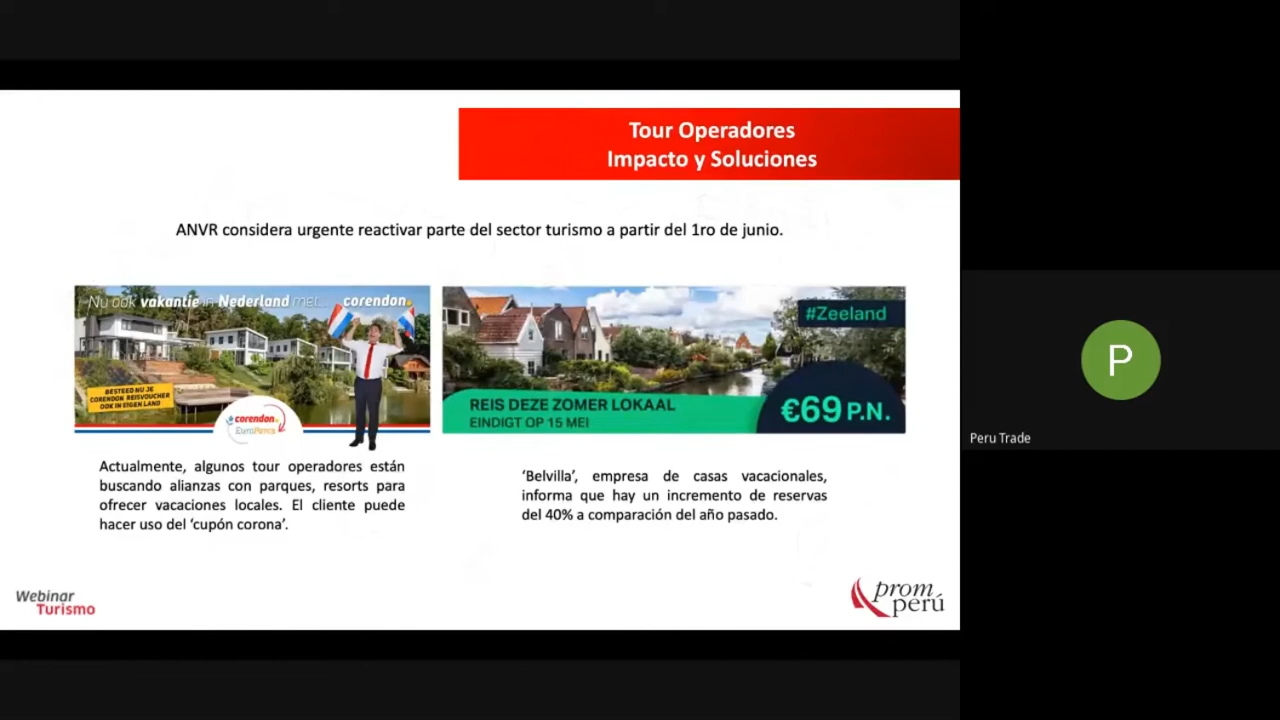 Tour Operadores
Impacto y Soluciones
ANVR considera urgente reactivar parte del sector turismo a partir del 1ro de junio.
Nu ook vakantie in Nederland met... corendon
BESTEED NU JE
CORENDON REISVOUCHER
OOK IN EIGEN LAND
corendon
EuroParcs
#Zeeland
REIS DEZE ZOMER LOKAAL
EINDIGT OP 15 MEI
€69 P.N.
Actualmente, algunos tour operadores están
buscando alianzas con parques, resorts para
ofrecer vacaciones locales. El cliente puede
hacer uso del ‘cupón corona’.
‘Belvilla’, empresa de casas vacacionales,
informa que hay un incremento de reservas
del 40% a comparación del año pasado.
Webinar
Turismo
prom
perú
P
Peru Trade